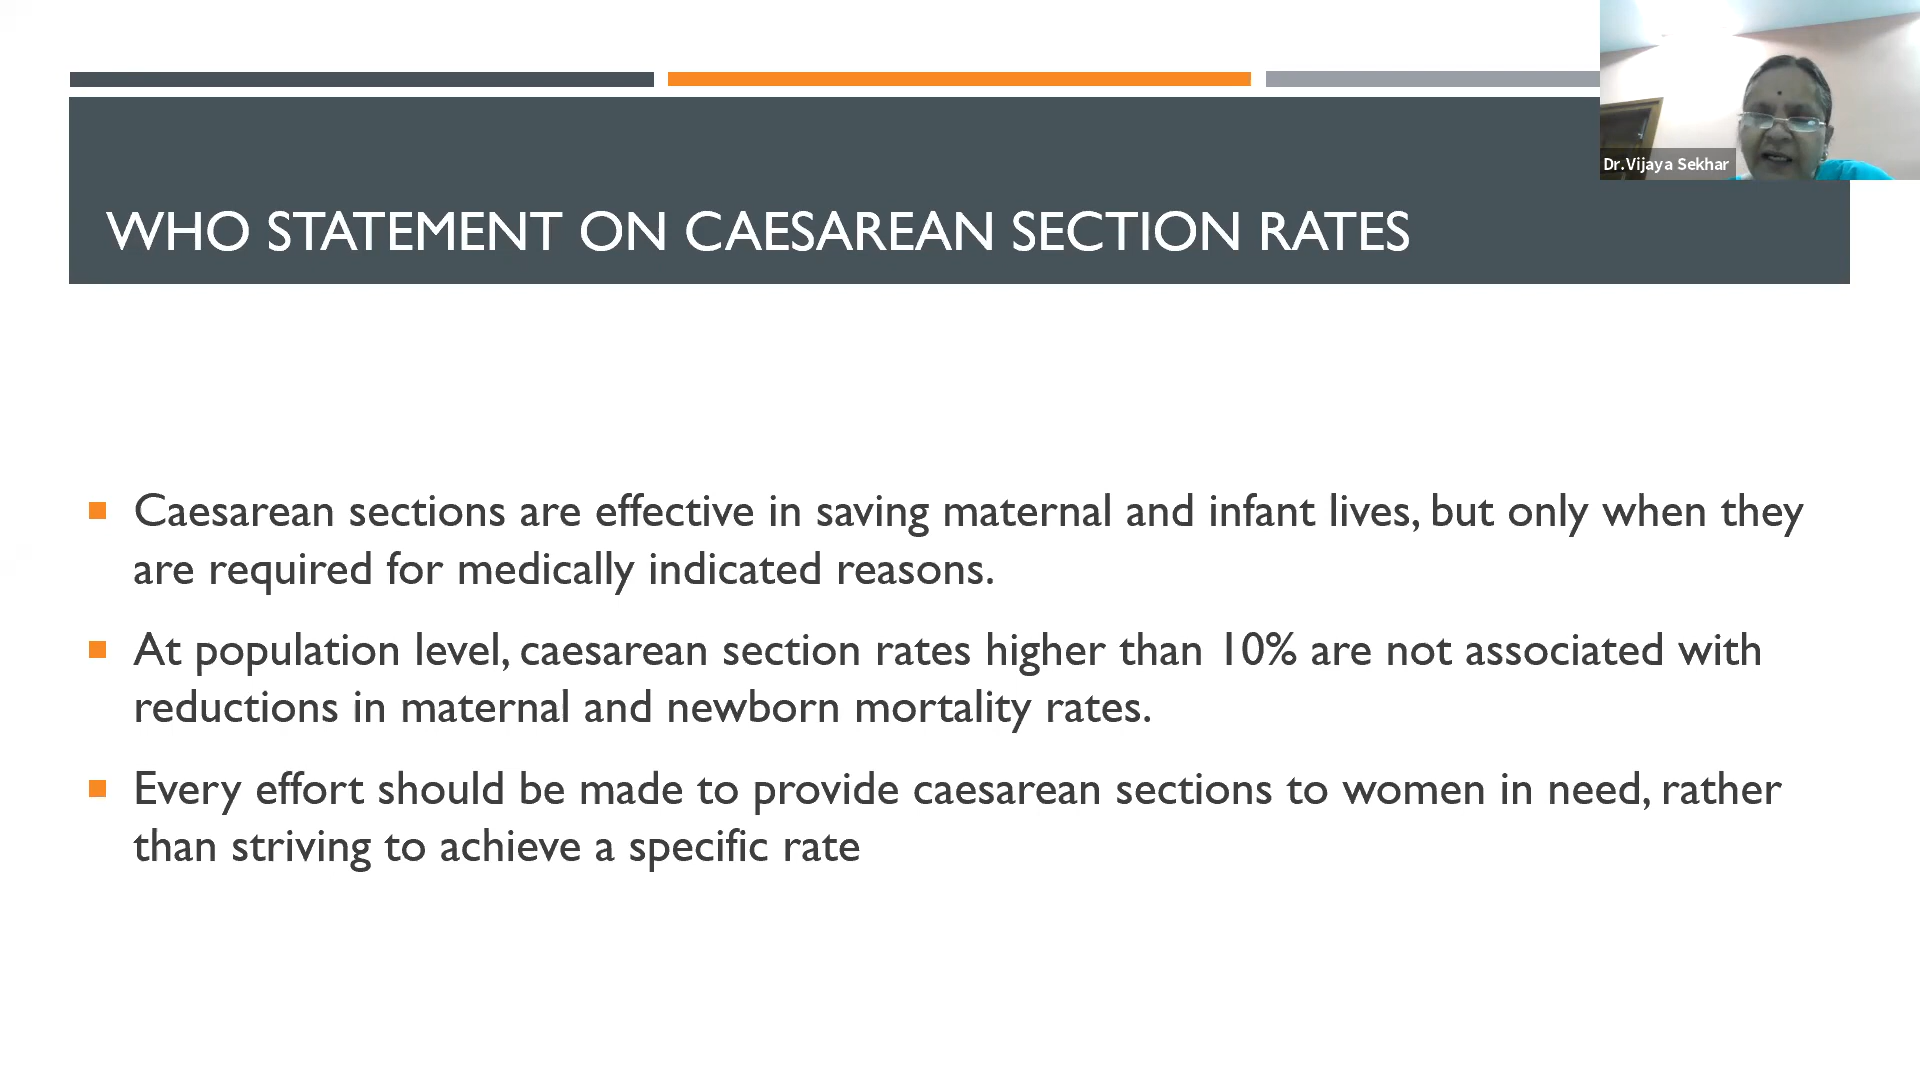 Dr.Vijaya Sekhar
WHO STATEMENT ON CAESAREAN SECTION RATES
Caesarean sections are effective in saving maternal and infant lives, but only when they
are required for medically indicated reasons.
At population level, caesarean section rates higher than 10% are not associated with
reductions in maternal and newborn mortality rates.
Every effort should be made to provide caesarean sections to women in need, rather
than striving to achieve a specific rate